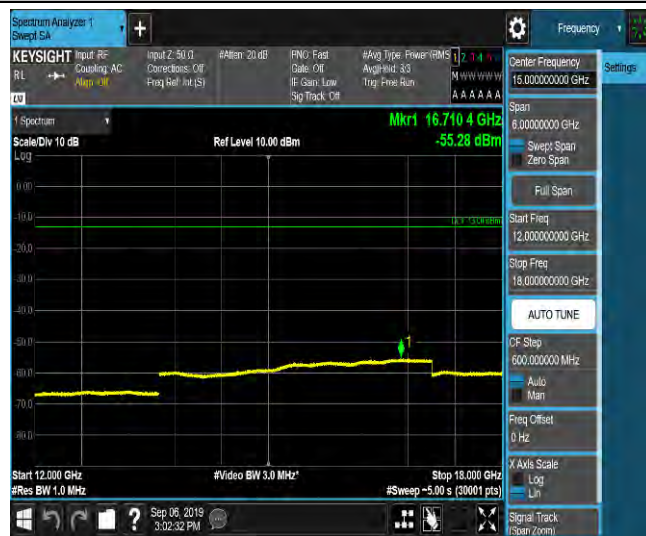 Spectrum Analyzer 1
Swept SA
+
Frequency
KEYSIGHT
RL
Input: RF
Coupling: AC
Align: Off
Input Z: 50 Ω
Corrections: Off
Freq Ref: Int (S)
#Atten: 20 dB
PNO: Fast
Gate: Off
IF Gain: Low
Sig Track: Off
#Avg Type: Power (RMS
Avg|Hold: 3/3
Trig: Free Run
1 2 3 4 5 6
M W W W W W
A A A A A A
1 Spectrum
Scale/Div 10 dB
Log
Ref Level 10.00 dBm
Mkr1 16.710 4 GHz
-55.28 dBm
0.00
-10.0
-20.0
-30.0
-40.0
-50.0
-60.0
-70.0
-80.0
1
Start 12.000 GHz
#Res BW 1.0 MHz
#Video BW 3.0 MHz*
Stop 18.000 GHz
#Sweep ~5.00 s (30001 pts)
Sep 06, 2019
3:02:32 PM
Center Frequency
15.000000000 GHz
Settings
Span
6.00000000 GHz
Swept Span
Zero Span
Full Span
Start Freq
12.000000000 GHz
Stop Freq
18.000000000 GHz
AUTO TUNE
CF Step
600.000000 MHz
Auto
Man
Freq Offset
0 Hz
X Axis Scale
Log
Lin
Signal Track
(Span Zoom)